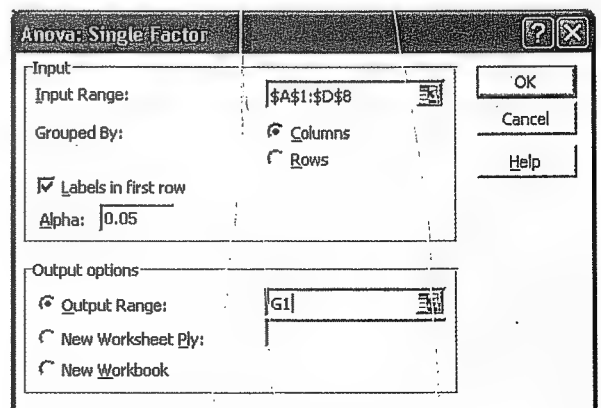 Anova: Single Factor
Input
Input Range: $A$1:$D$8
Grouped By: Columns
Rows
Labels in first row
Alpha: 0.05
OK
Cancel
Help
Output options
Output Range: G1
New Worksheet Ply:
New Workbook